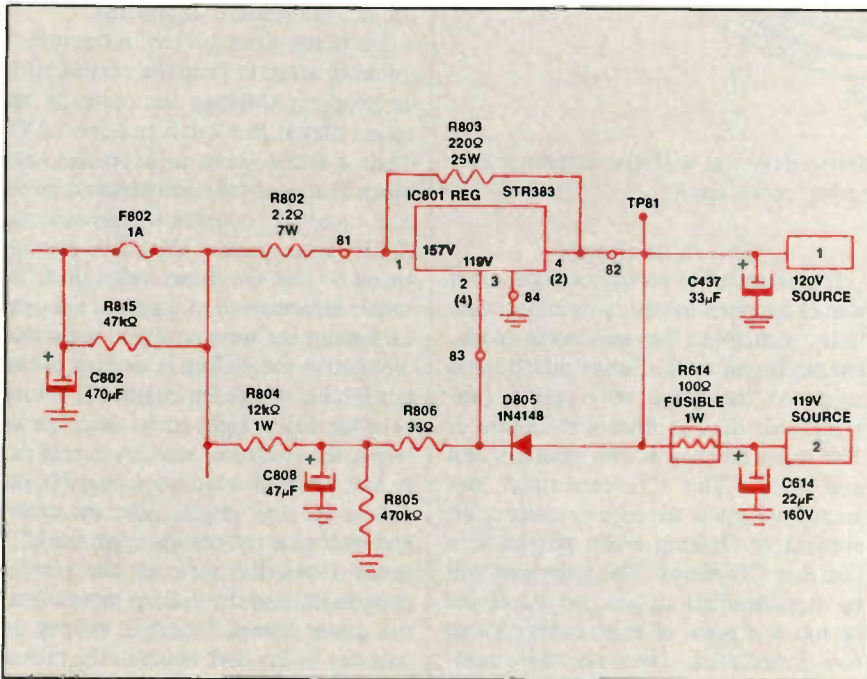 R803
220Ω
25W
IC801 REG
STR383
TP81
F802
1A
R802
2.2Ω
7W
81
157V
119V
1
2
(4)
3
4
(2)
82
84
1
120V
SOURCE
C437
33µF
+
R815
47kΩ
83
+
C802
470µF
R804
12kΩ
1W
R806
33Ω
D805
1N4148
R614
100Ω
FUSIBLE
1W
119V
SOURCE
2
+
C808
47µF
R805
470kΩ
+
C614
22µF
160V